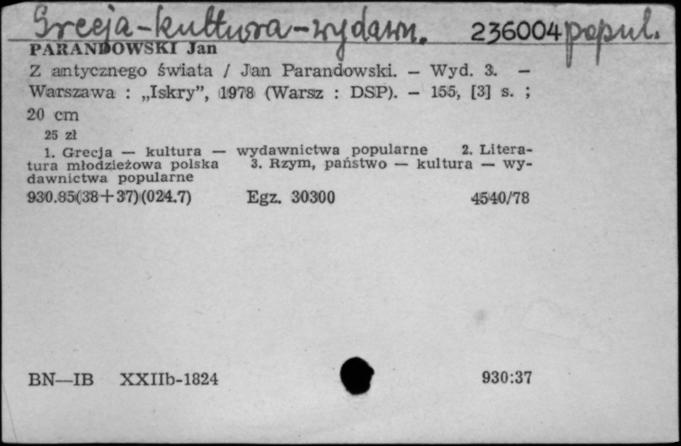 Grecja-kultura-wydawn. 236004 popul.
PARANDOWSKI Jan
Z antycznego świata / Jan Parandowski. — Wyd. 3. —
Warszawa : „Iskry”, 1978 (Warsz : DSP). — 155, [3] s. ;
20 cm
25 zł
1. Grecja — kultura — wydawnictwa popularne 2. Litera-
tura młodzieżowa polska 3. Rzym, państwo — kultura — wy-
dawnictwa popularne
930.85(38+37)(024.7) Egz. 30300 4540/78
BN—IB XXIIb-1824 930:37